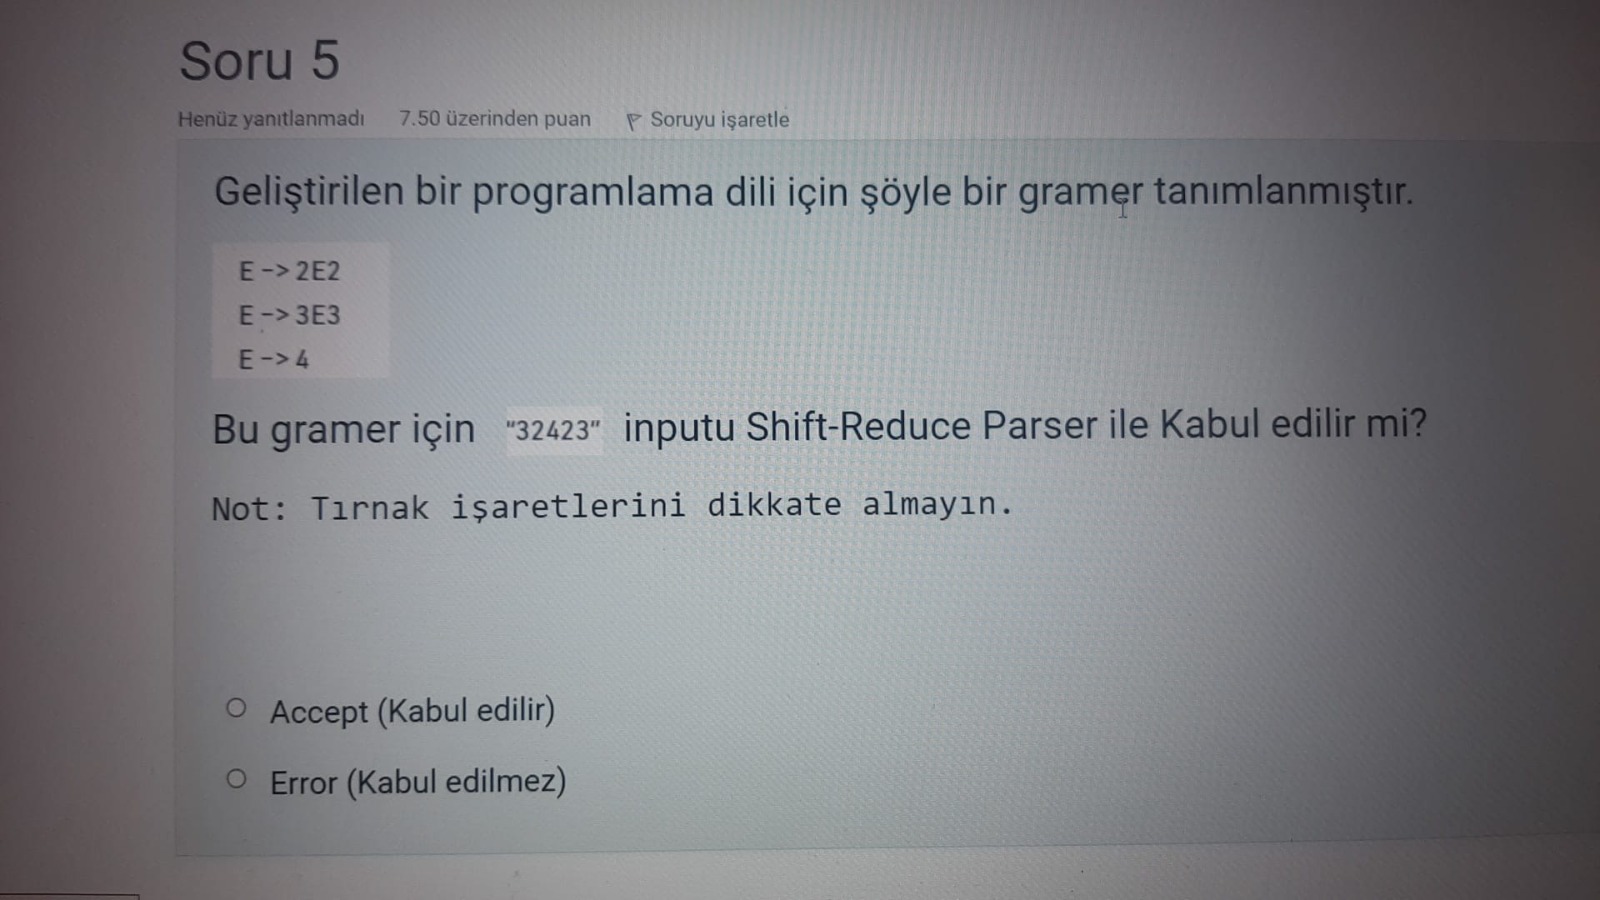 Soru 5
Henüz yanıtlanmadı 7.50 üzerinden puan Soruyu işaretle
Geliştirilen bir programlama dili için şöyle bir gramer tanımlanmıştır.
E -> 2E2
E -> 3E3
E -> 4
Bu gramer için "32423" inputu Shift-Reduce Parser ile Kabul edilir mi?
Not: Tırnak işaretlerini dikkate almayın.
Accept (Kabul edilir)
Error (Kabul edilmez)